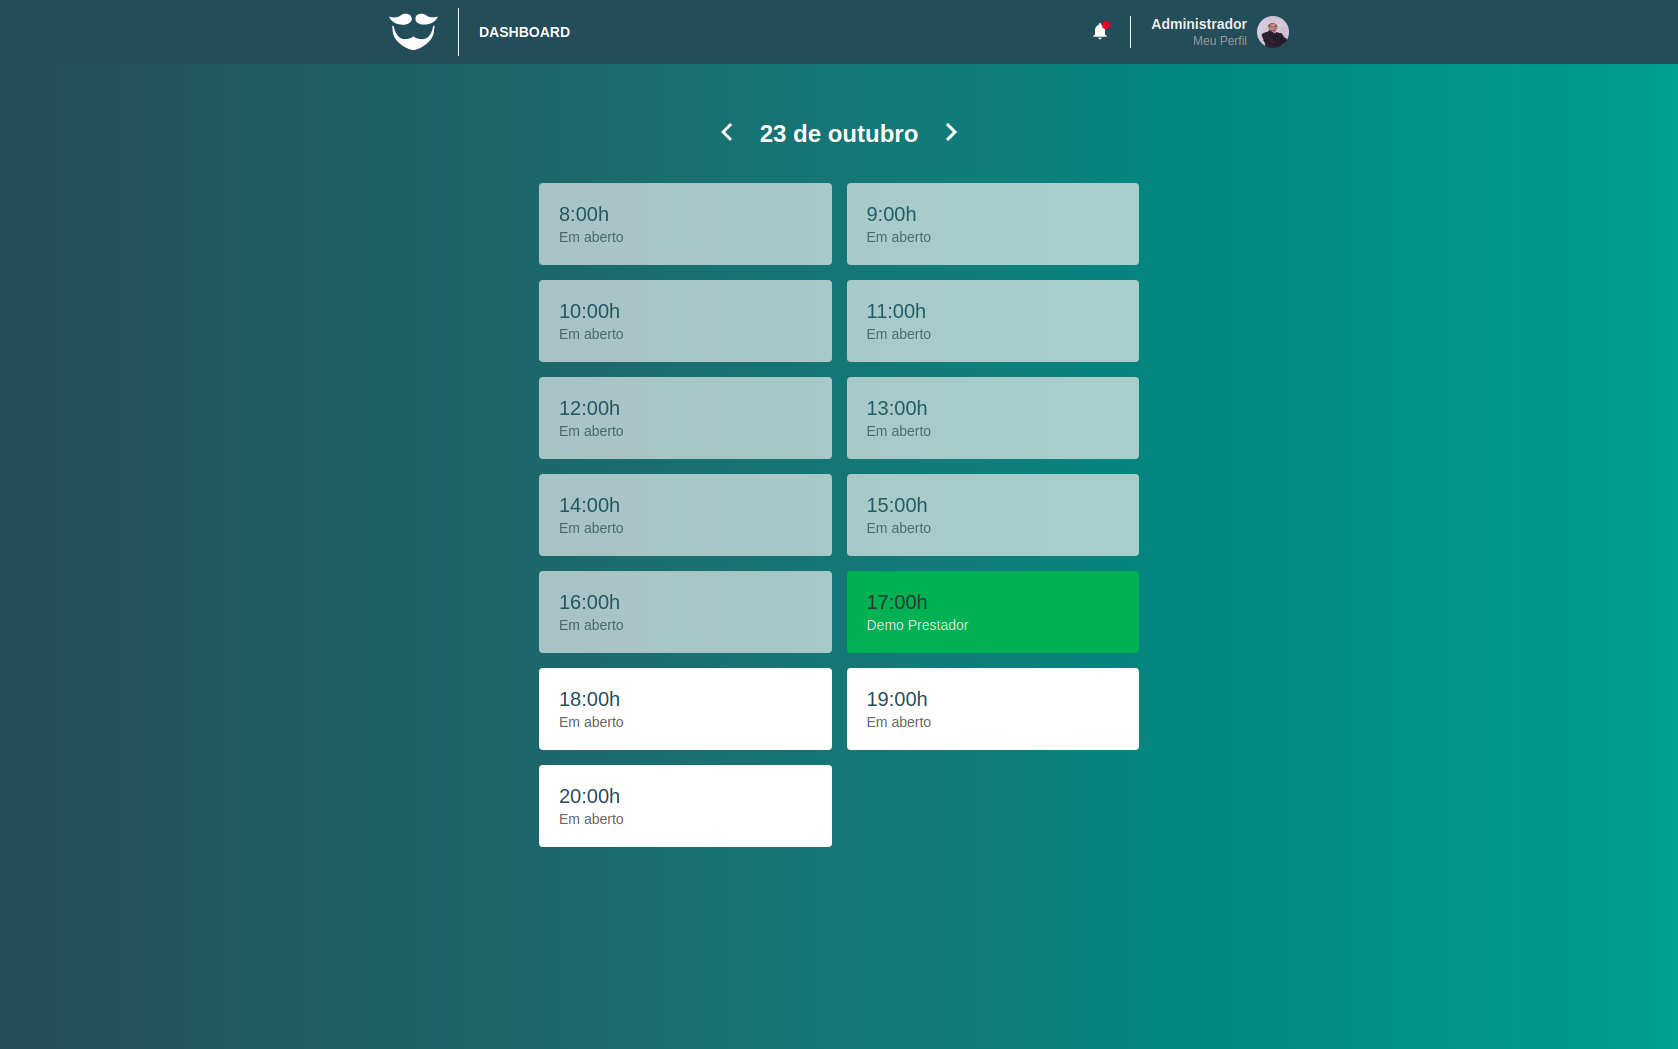 DASHBOARD
Administrador
Meu Perfil
23 de outubro
8:00h
Em aberto
9:00h
Em aberto
10:00h
Em aberto
11:00h
Em aberto
12:00h
Em aberto
13:00h
Em aberto
14:00h
Em aberto
15:00h
Em aberto
16:00h
Em aberto
17:00h
Demo Prestador
18:00h
Em aberto
19:00h
Em aberto
20:00h
Em aberto